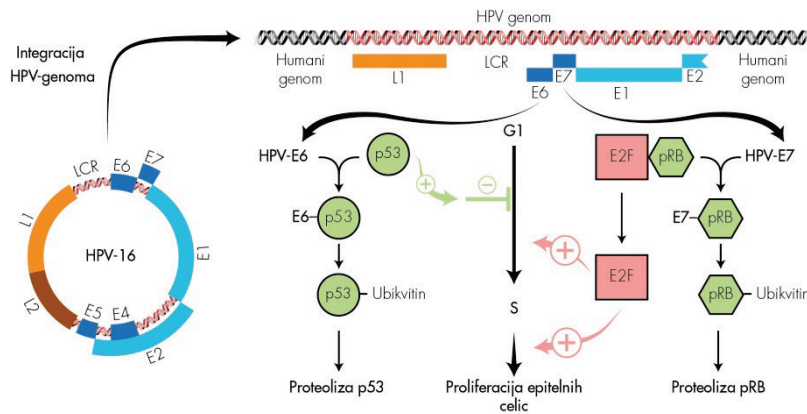 HPV genom
Integracija
HPV-genoma
Humani
genom
L1
LCR
E6
E7
E1
E2
Humani
genom
HPV-E6
p53
+
−
G1
E2F
pRB
HPV-E7
LCR
E6
E7
L1
HPV-16
E1
L2
E5
E4
E2
E6
p53
E7
pRB
+
E2F
p53
Ubikvitin
S
pRB
Ubikvitin
+
Proteoliza p53
Proliferacija epitelnih
celic
Proteoliza pRB